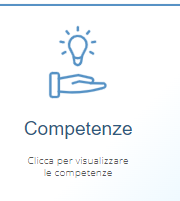 Competenze
Clicca per visualizzare
le competenze